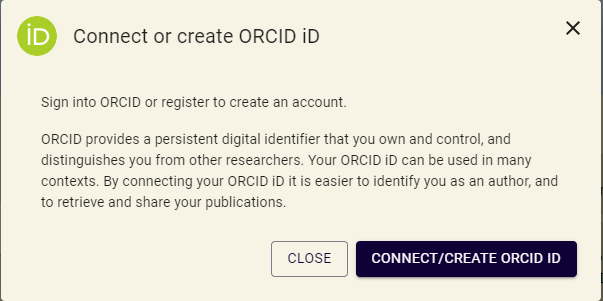 iD
Connect or create ORCID iD
Sign into ORCID or register to create an account.
ORCID provides a persistent digital identifier that you own and control, and
distinguishes you from other researchers. Your ORCID iD can be used in many
contexts. By connecting your ORCID iD it is easier to identify you as an author, and
to retrieve and share your publications.
CLOSE
CONNECT/CREATE ORCID ID